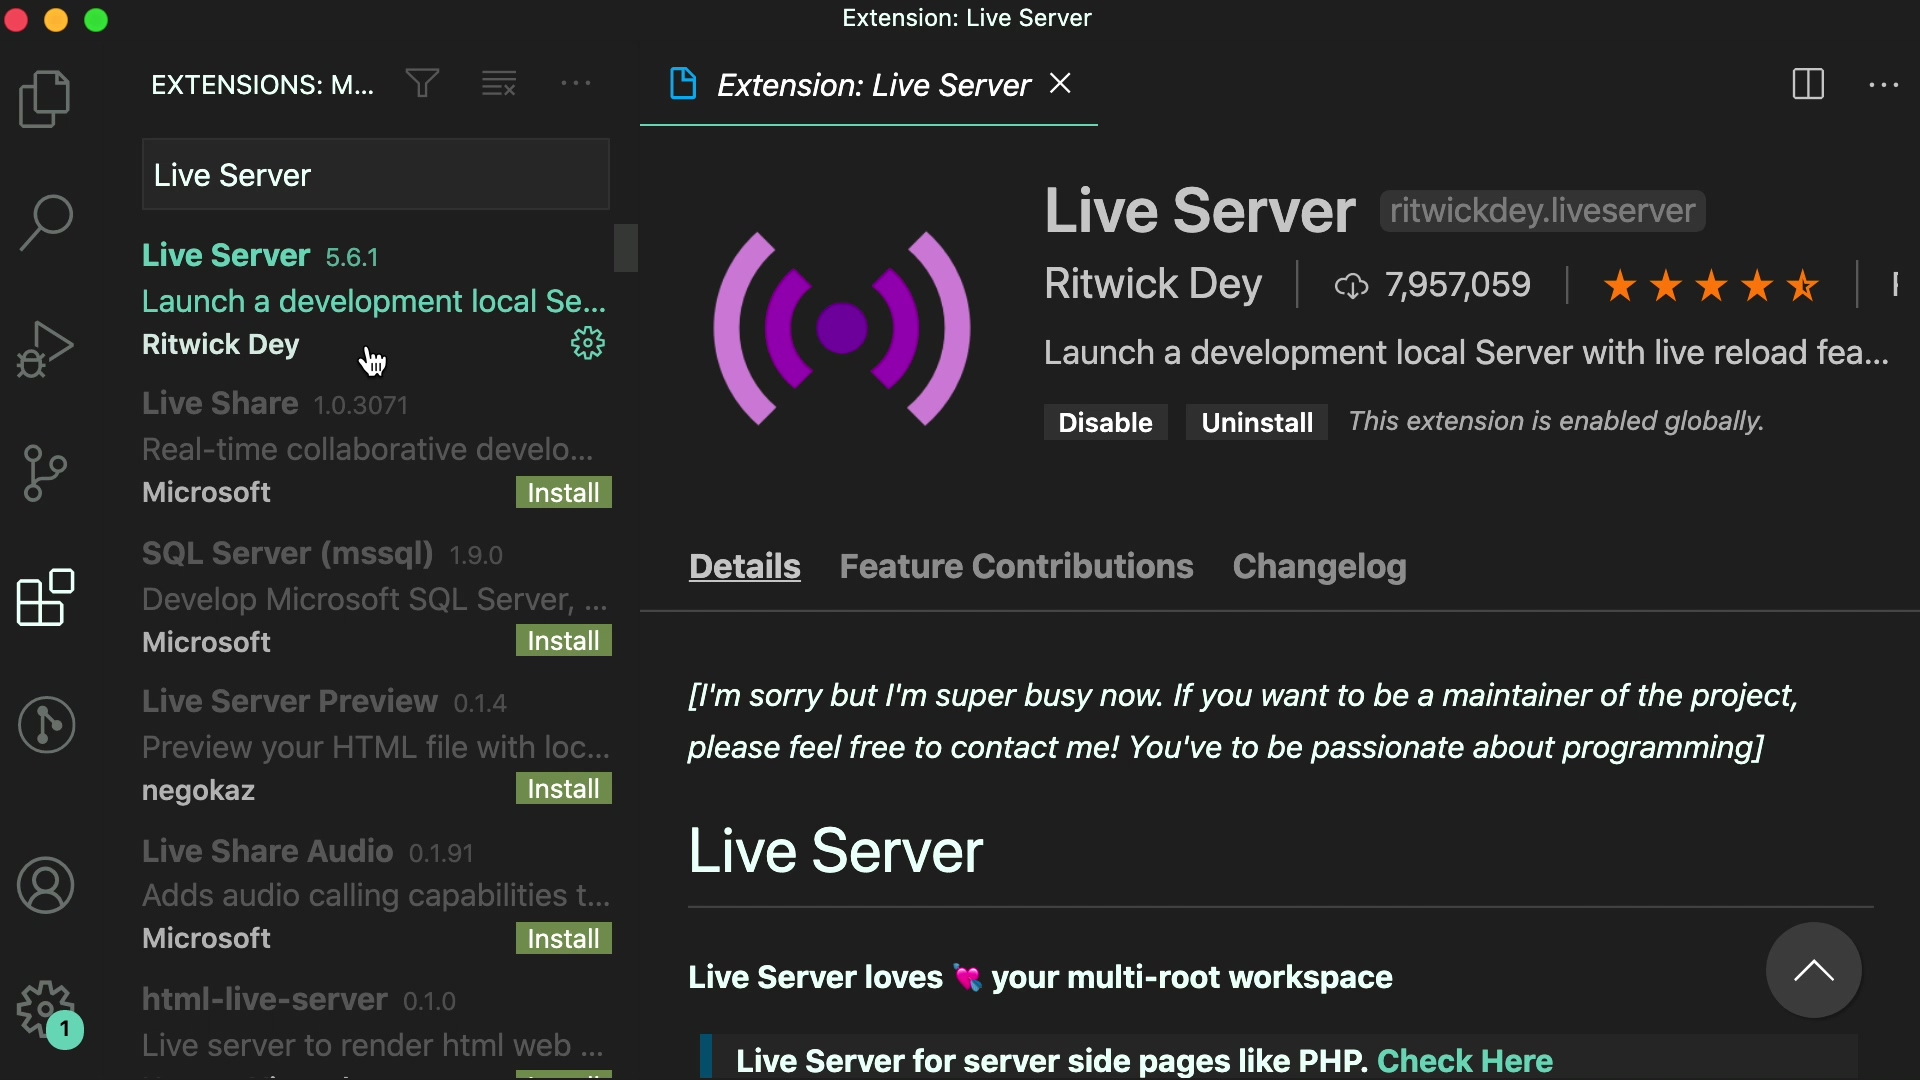 Extension: Live Server
EXTENSIONS: M...
Extension: Live Server
Live Server
Live Server 5.6.1
Launch a development local Se...
Ritwick Dey
Live Share 1.0.3071
Real-time collaborative develo...
Microsoft
Install
SQL Server (mssql) 1.9.0
Develop Microsoft SQL Server, ...
Microsoft
Install
Live Server Preview 0.1.4
Preview your HTML file with loc...
negokaz
Install
Live Share Audio 0.1.91
Adds audio calling capabilities t...
Microsoft
Install
html-live-server 0.1.0
Live server to render html web ...
1
Live Server ritwickdey.liveserver
Ritwick Dey 7,957,059
Launch a development local Server with live reload fea...
Disable Uninstall This extension is enabled globally.
Details Feature Contributions Changelog
[I'm sorry but I'm super busy now. If you want to be a maintainer of the project,
please feel free to contact me! You've to be passionate about programming]
Live Server
Live Server loves 💘 your multi-root workspace
Live Server for server side pages like PHP. Check Here